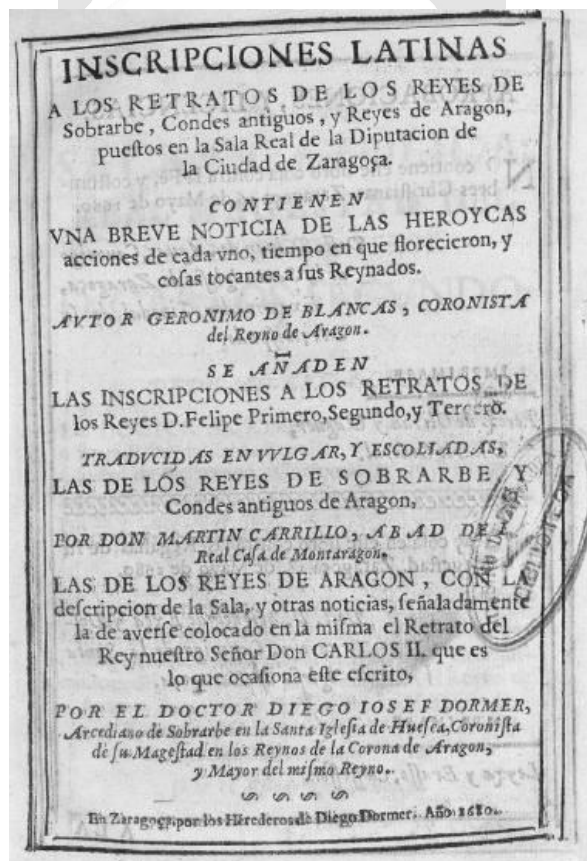 INSCRIPCIONES LATINAS
A LOS RETRATOS, DE LOS REYES DE
Sobrarbe, Condes antiguos, y Reyes de Aragon,
pueſtos en la Sala Real de la Diputacion de
la Ciudad de Zaragoça.
CONTIENEN
VNA BREVE NOTICIA DE LAS HEROYCAS
acciones de cada vno, tiempo en que florecieron, y
coſas tocantes a ſus Reynados.
AVTOR GERONIMO DE BLANCAS, CORONISTA
del Reyno de Aragon.
SE AÑADEN
LAS INSCRIPCIONES A LOS RETRATOS DE
los Reyes D. Felipe Primero, Segundo, y Tercero.
TRADVCIDAS EN VVLGAR, Y ESCOLIADAS,
LAS DE LOS REYES DE SOBRARBE Y
Condes antiguos de Aragon,
POR DON MARTIN CARRILLO, ABAD DE
Real Caſa de Montaragon.
LAS DE LOS REYES DE ARAGON, CON LA
deſcripcion de la Sala, y otras noticias, ſeñaladamente
la de averſe colocado en la miſma el Retrato del
Rey nueſtro Señor Don CARLOS II. que es
lo que ocaſiona eſte eſcrito,
POR EL DOCTOR DIEGO IOSEF DORMER,
Arcediano de Sobrarbe en la Santa Igleſia de Hueſca, Coroniſta
de ſu Mageſtad en los Reynos de la Corona de Aragon,
y Mayor del miſmo Reyno.
En Zaragoça, por los Herederos de Diego Dormer. Año 1680.